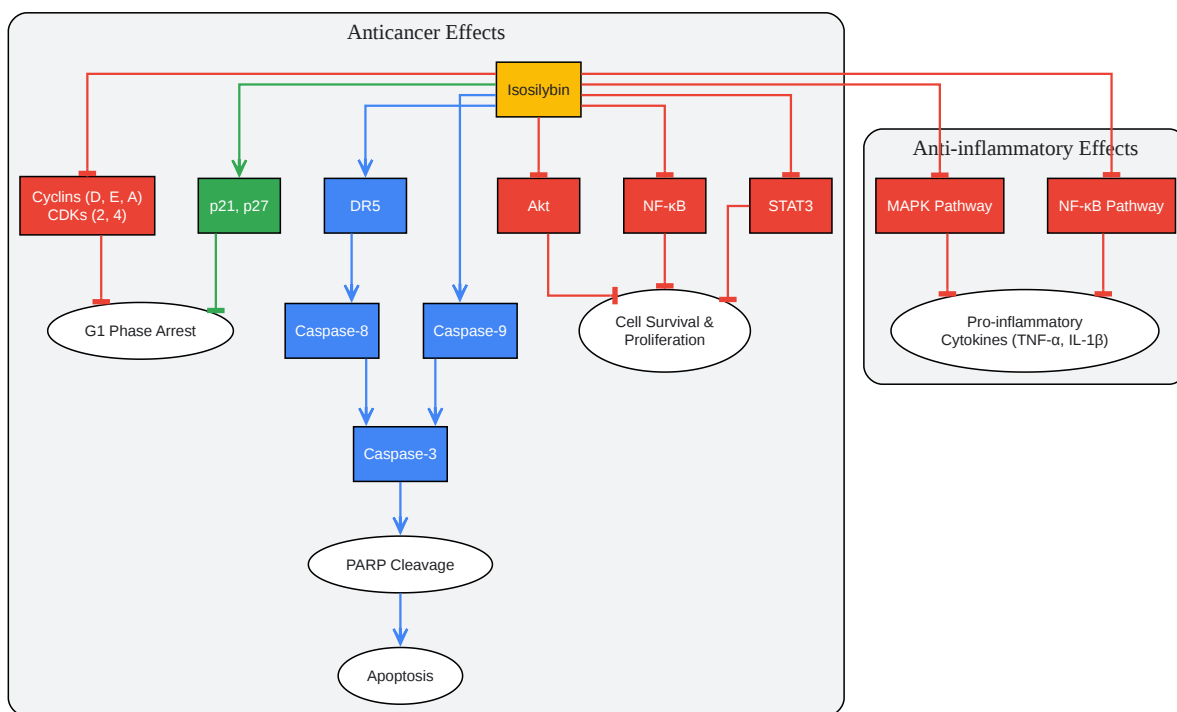 Anticancer Effects
Isosilybin
Anti-inflammatory Effects
Cyclins (D, E, A)
CDKs (2, 4)
p21, p27
DR5
Akt
NF-κB
STAT3
MAPK Pathway
NF-κB Pathway
G1 Phase Arrest
Caspase-8
Caspase-9
Cell Survival &
Proliferation
Pro-inflammatory
Cytokines (TNF-α, IL-1β)
Caspase-3
PARP Cleavage
Apoptosis